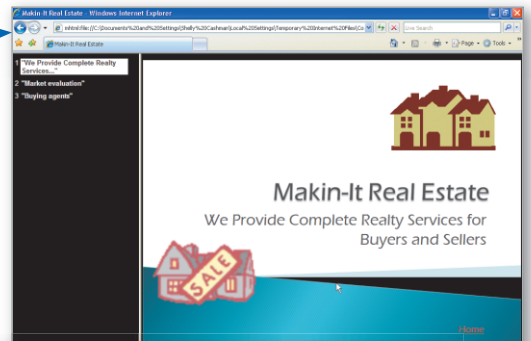 Makin-It Real Estate - Windows Internet Explorer
Live Search
Makin-It Real Estate
Page
Tools
1 "We Provide Complete Realty
Services..."
2 "Market evaluation"
3 "Buying agents"
Makin-It Real Estate
We Provide Complete Realty Services for
Buyers and Sellers
SALE
Home